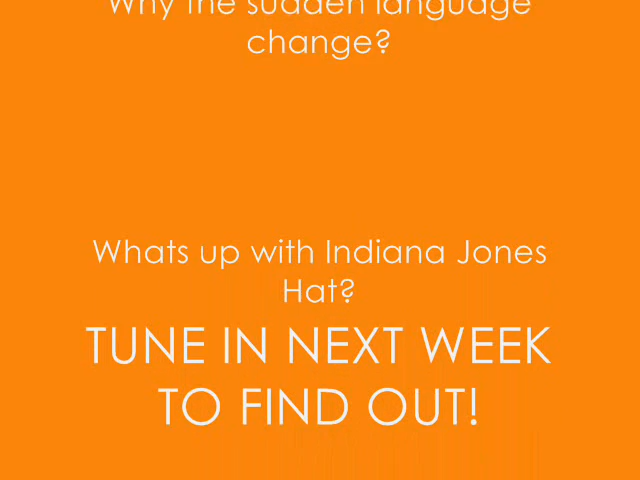 Why the sudden language
change?
Whats up with Indiana Jones
Hat?
TUNE IN NEXT WEEK
TO FIND OUT!